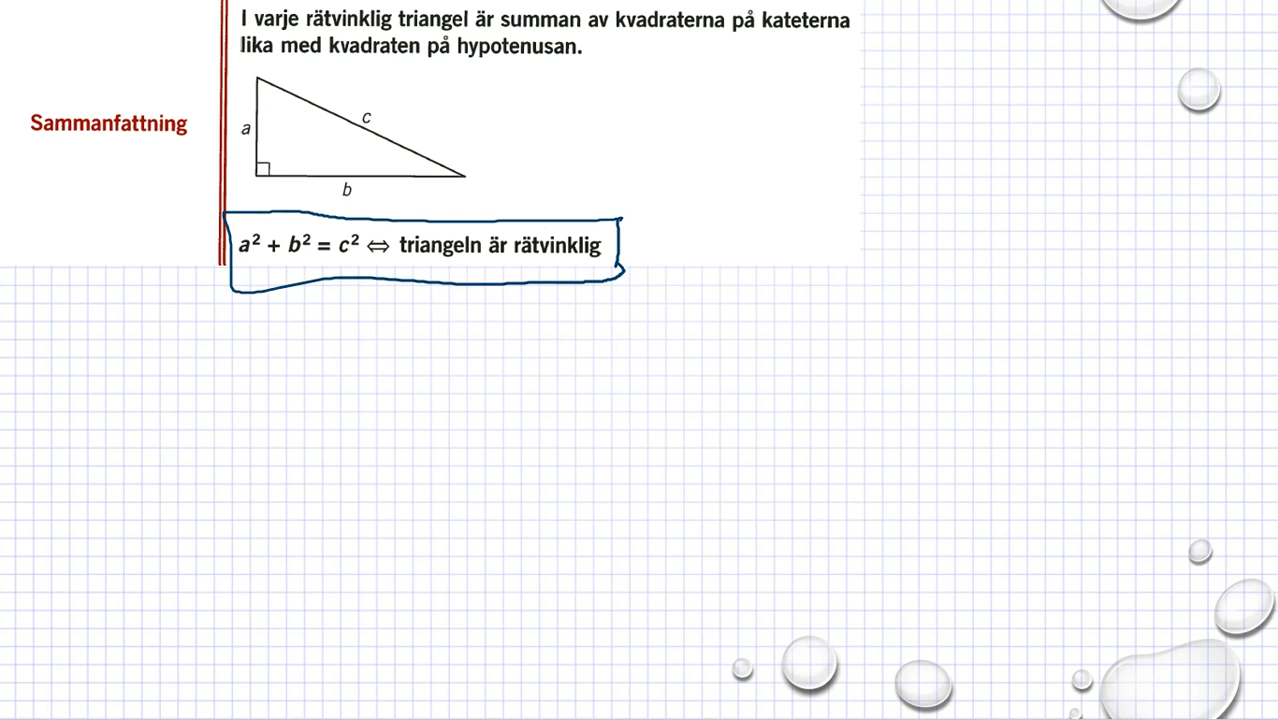 I varje rätvinklig triangel är summan av kvadraterna på kateterna
lika med kvadraten på hypotenusan.
c
Sammanfattning
a
b
a² + b² = c² ⇔ triangeln är rätvinklig